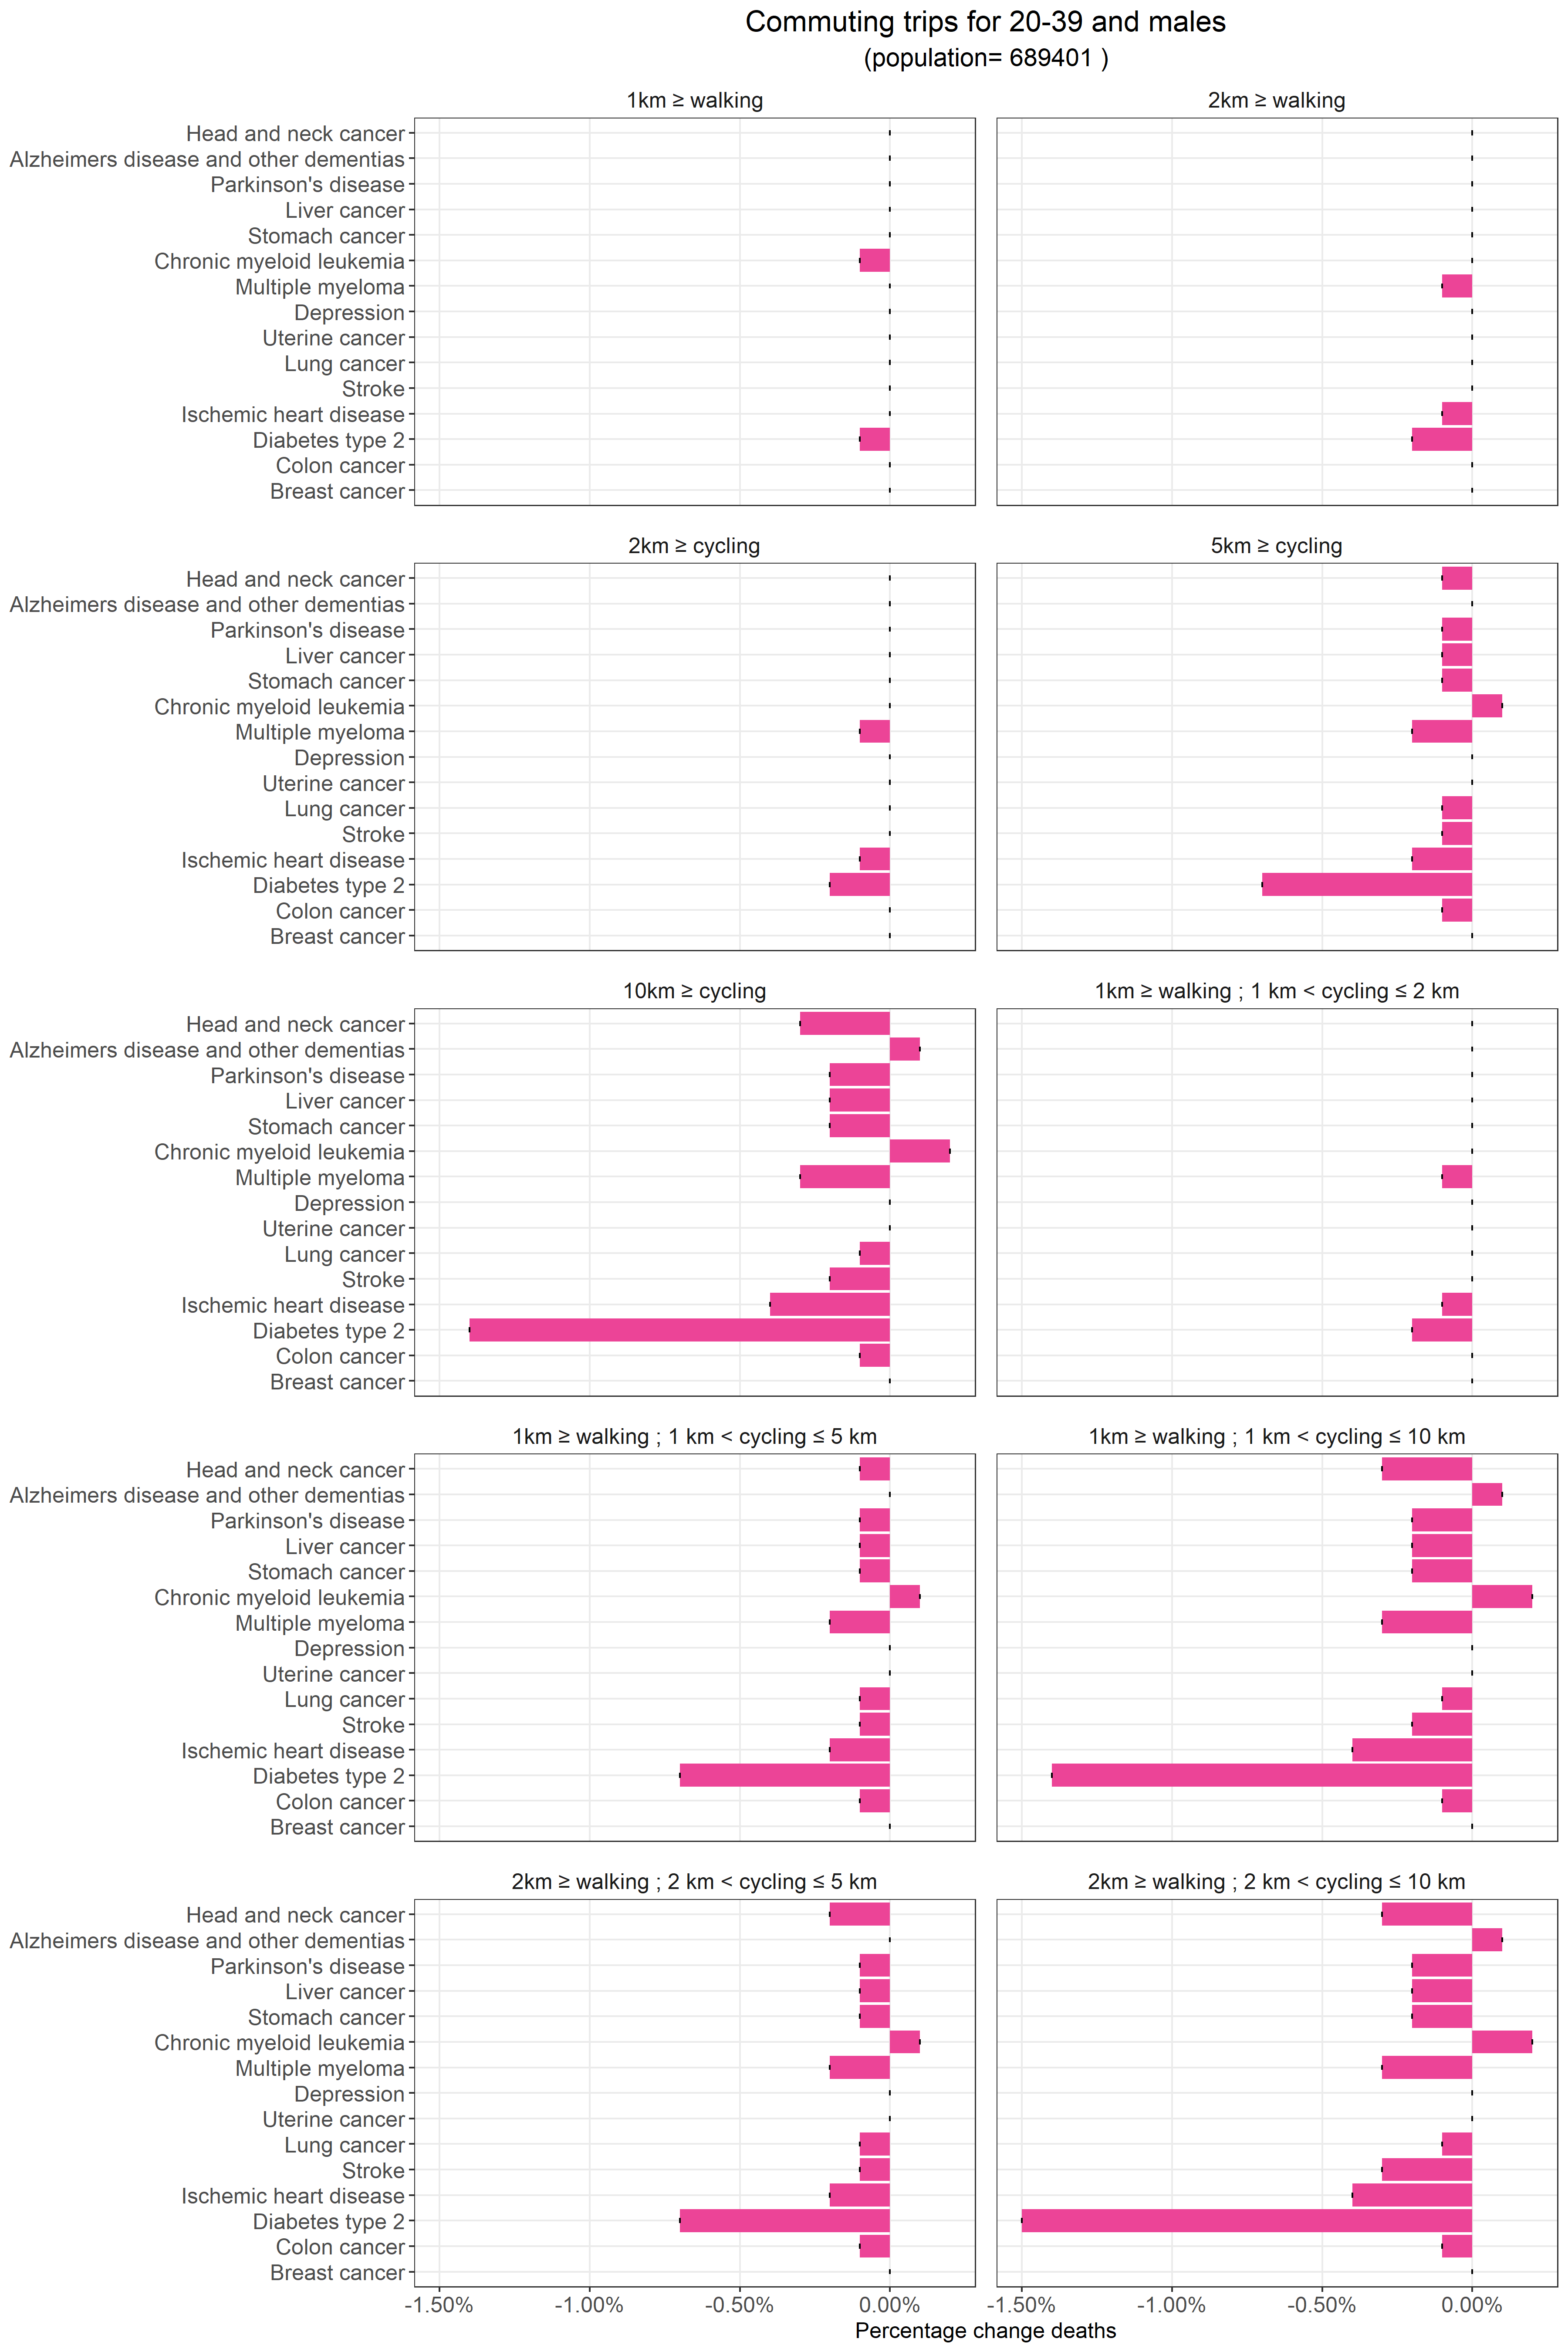 Commuting trips for 20-39 and males
(population= 689401 )
1km ≥ walking
2km ≥ walking
Head and neck cancer
Alzheimers disease and other dementias
Parkinson's disease
Liver cancer
Stomach cancer
Chronic myeloid leukemia
Multiple myeloma
Depression
Uterine cancer
Lung cancer
Stroke
Ischemic heart disease
Diabetes type 2
Colon cancer
Breast cancer
2km ≥ cycling
5km ≥ cycling
Head and neck cancer
Alzheimers disease and other dementias
Parkinson's disease
Liver cancer
Stomach cancer
Chronic myeloid leukemia
Multiple myeloma
Depression
Uterine cancer
Lung cancer
Stroke
Ischemic heart disease
Diabetes type 2
Colon cancer
Breast cancer
10km ≥ cycling
1km ≥ walking ; 1 km < cycling ≤ 2 km
Head and neck cancer
Alzheimers disease and other dementias
Parkinson's disease
Liver cancer
Stomach cancer
Chronic myeloid leukemia
Multiple myeloma
Depression
Uterine cancer
Lung cancer
Stroke
Ischemic heart disease
Diabetes type 2
Colon cancer
Breast cancer
1km ≥ walking ; 1 km < cycling ≤ 5 km
1km ≥ walking ; 1 km < cycling ≤ 10 km
Head and neck cancer
Alzheimers disease and other dementias
Parkinson's disease
Liver cancer
Stomach cancer
Chronic myeloid leukemia
Multiple myeloma
Depression
Uterine cancer
Lung cancer
Stroke
Ischemic heart disease
Diabetes type 2
Colon cancer
Breast cancer
2km ≥ walking ; 2 km < cycling ≤ 5 km
2km ≥ walking ; 2 km < cycling ≤ 10 km
Head and neck cancer
Alzheimers disease and other dementias
Parkinson's disease
Liver cancer
Stomach cancer
Chronic myeloid leukemia
Multiple myeloma
Depression
Uterine cancer
Lung cancer
Stroke
Ischemic heart disease
Diabetes type 2
Colon cancer
Breast cancer
-1.50% -1.00% -0.50% 0.00%
-1.50% -1.00% -0.50% 0.00%
Percentage change deaths